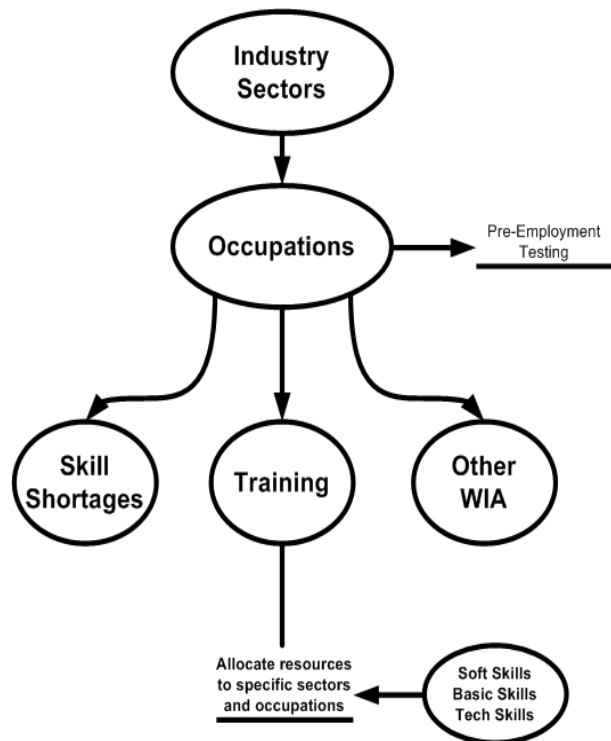 Industry
Sectors
Occupations
Pre-Employment
Testing
Skill
Shortages
Training
Other
WIA
Allocate resources
to specific sectors
and occupations
Soft Skills
Basic Skills
Tech Skills